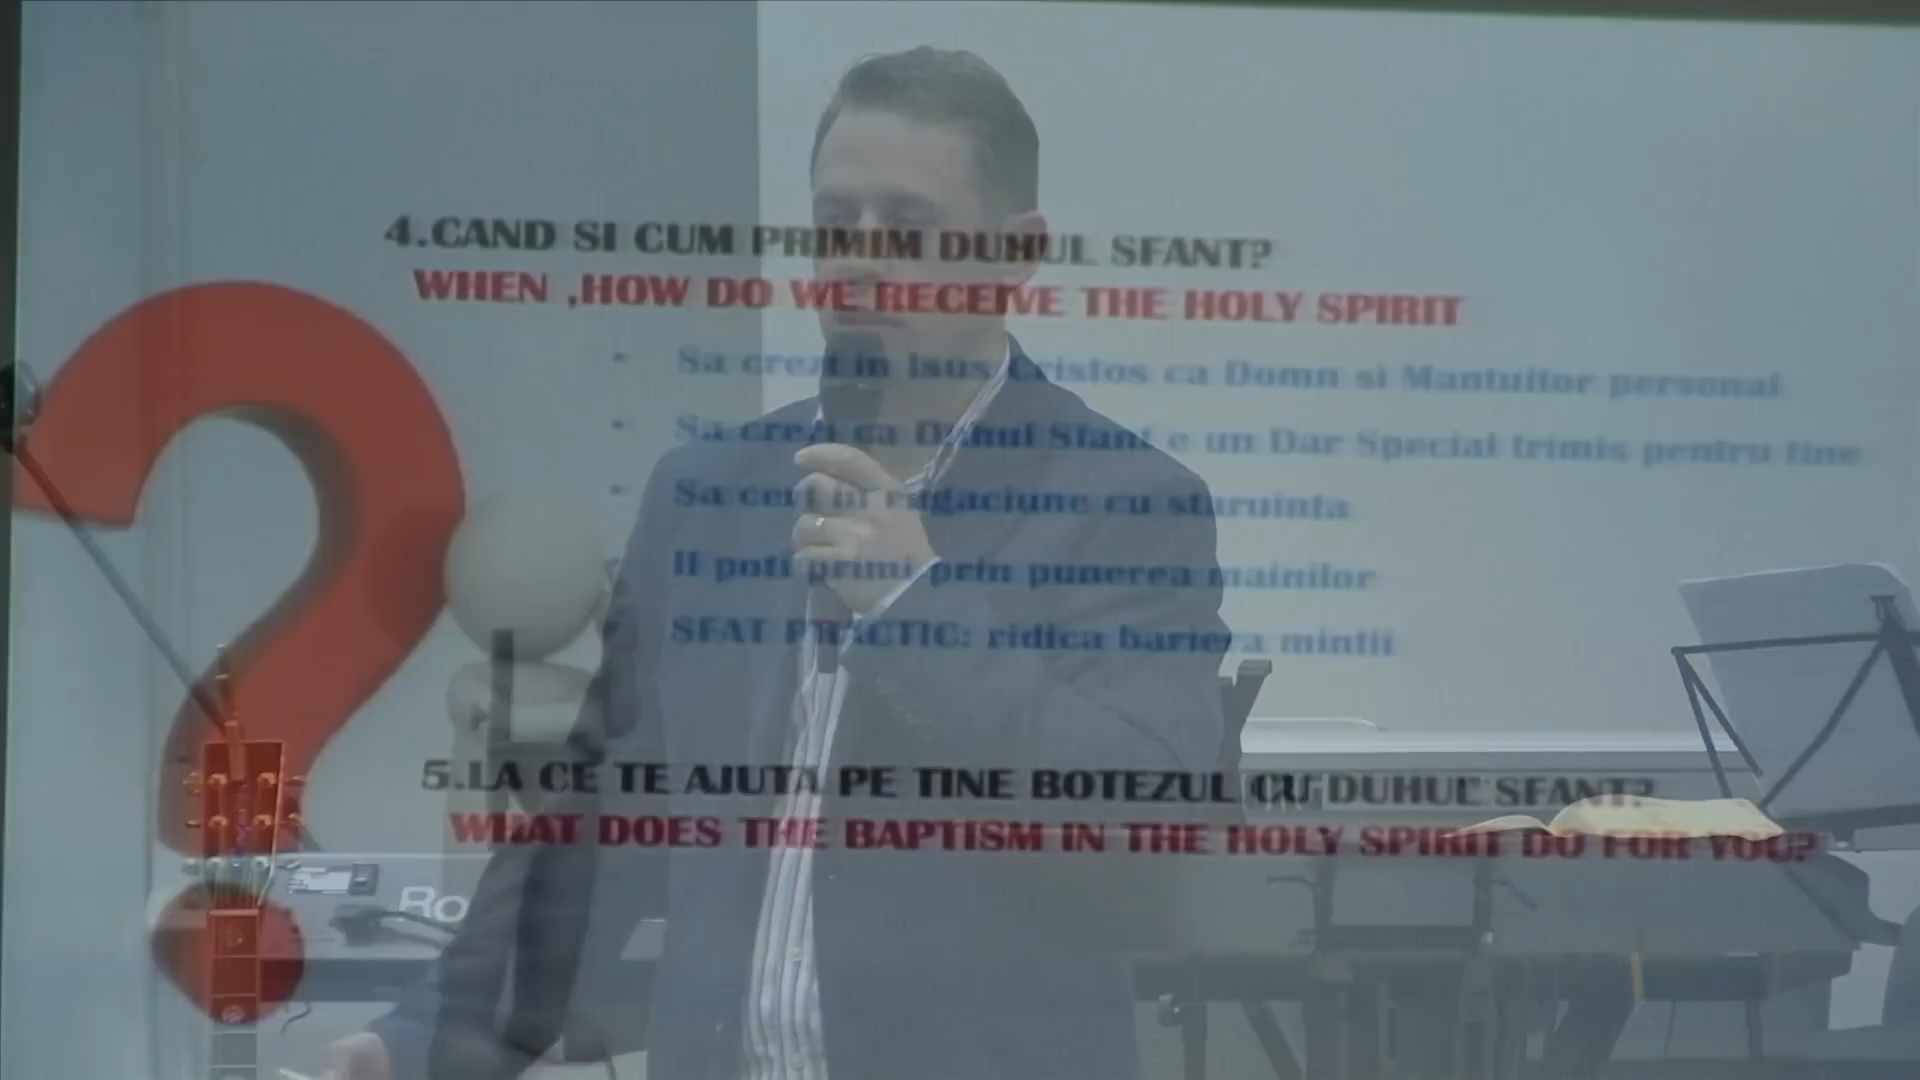 4.CAND SI CUM PRIMIM DUHUL SFANT?
WHEN ,HOW DO WE RECEIVE THE HOLY SPIRIT
• Sa crezi in Isus Cristos ca Domn si Mantuitor personal
• Sa crezi ca Duhul Sfant e un Dar Special trimis pentru tine
• Sa ceri in rugaciune cu staruinta
• Il poti primi prin punerea mainilor
• SFAT PRACTIC: ridica bariera mintii
5.LA CE TE AJUTA PE TINE BOTEZUL CU DUHUL SFANT?
WHAT DOES THE BAPTISM IN THE HOLY SPIRIT DO FOR YOU?
Ro